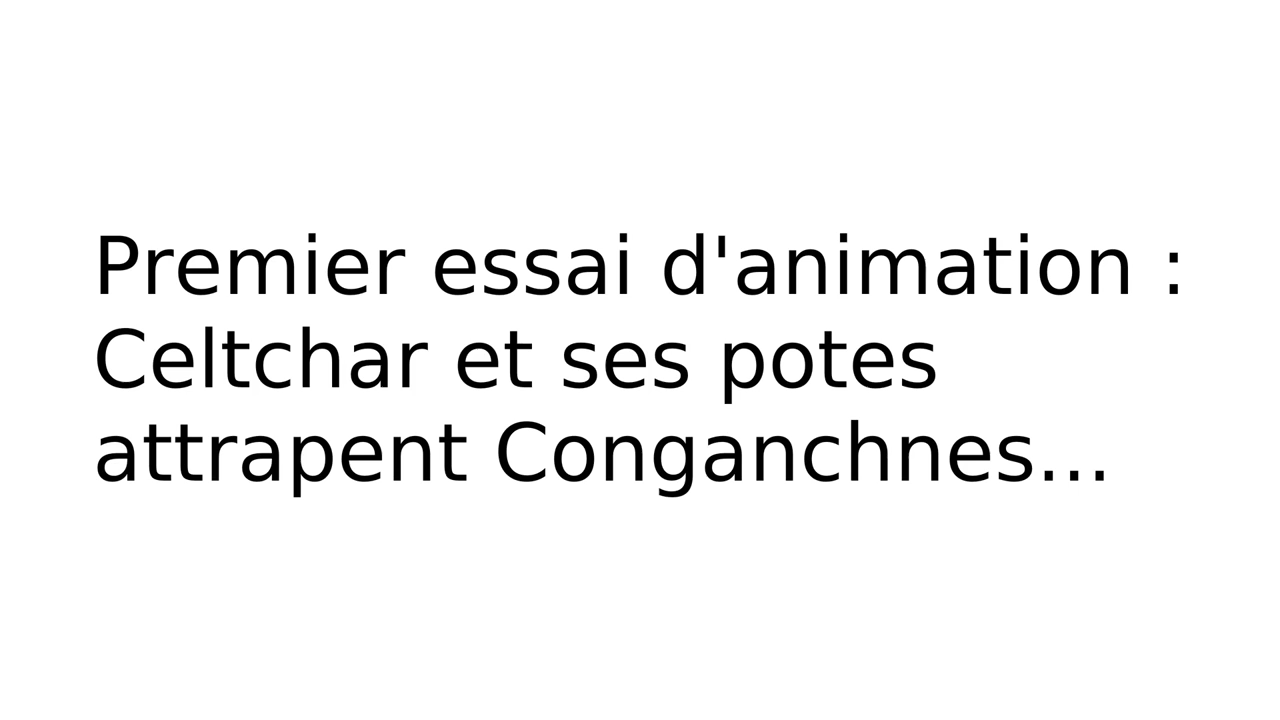 Premier essai d'animation :
Celtchar et ses potes
attrapent Conganchnes...